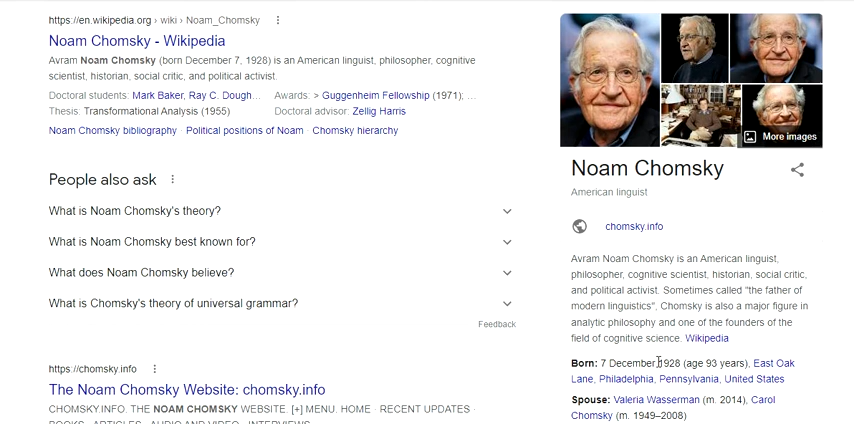 https://en.wikipedia.org › wiki › Noam_Chomsky
Noam Chomsky - Wikipedia
Avram Noam Chomsky (born December 7, 1928) is an American linguist, philosopher, cognitive
scientist, historian, social critic, and political activist.
Doctoral students: Mark Baker, Ray C. Dough... Awards: > Guggenheim Fellowship (1971); ...
Thesis: Transformational Analysis (1955) Doctoral advisor: Zellig Harris
Noam Chomsky bibliography · Political positions of Noam · Chomsky hierarchy
People also ask
What is Noam Chomsky's theory?
What is Noam Chomsky best known for?
What does Noam Chomsky believe?
What is Chomsky's theory of universal grammar?
Feedback
https://chomsky.info
The Noam Chomsky Website: chomsky.info
CHOMSKY.INFO. THE NOAM CHOMSKY WEBSITE. [+] MENU. HOME · RECENT UPDATES ·
BOOKS · ARTICLES · AUDIO AND VIDEO · INTERVIEWS
More images
Noam Chomsky
American linguist
chomsky.info
Avram Noam Chomsky is an American linguist,
philosopher, cognitive scientist, historian, social critic,
and political activist. Sometimes called "the father of
modern linguistics", Chomsky is also a major figure in
analytic philosophy and one of the founders of the
field of cognitive science. Wikipedia
Born: 7 December 1928 (age 93 years), East Oak
Lane, Philadelphia, Pennsylvania, United States
Spouse: Valeria Wasserman (m. 2014), Carol
Chomsky (m. 1949–2008)